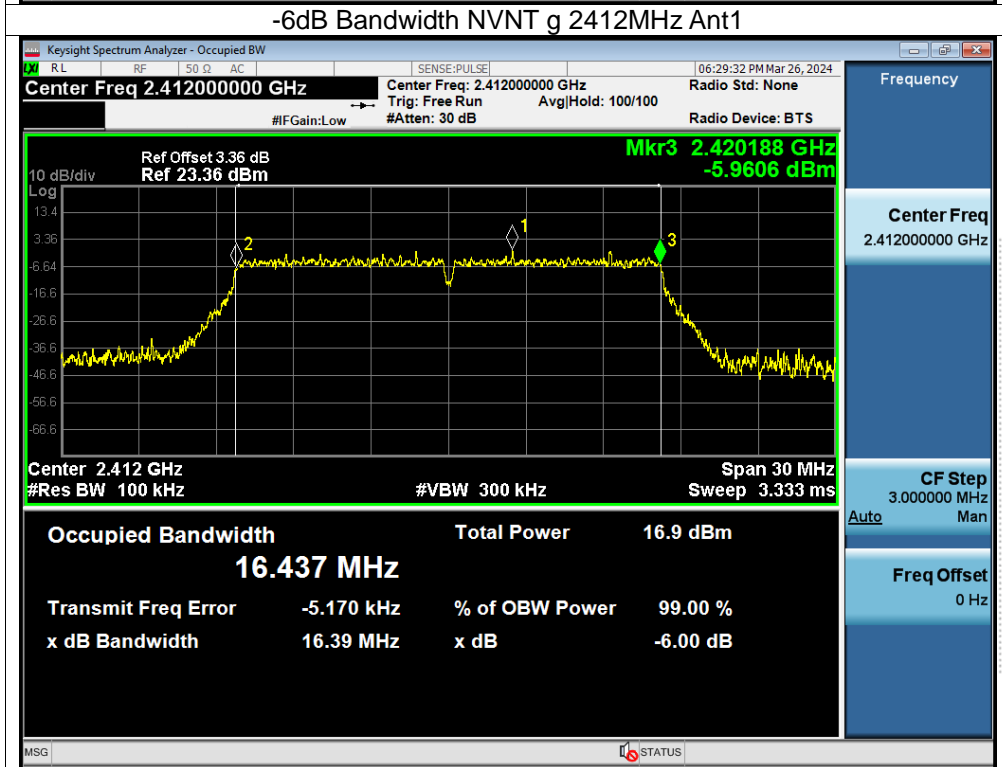 -6dB Bandwidth NVNT g 2412MHz Ant1
Keysight Spectrum Analyzer - Occupied BW
LXI RL RF 50 Ω AC SENSE:PULSE 06:29:32 PM Mar 26, 2024
Center Freq 2.412000000 GHz
Center Freq: 2.412000000 GHz
Radio Std: None
Trig: Free Run Avg|Hold: 100/100
#IFGain:Low
#Atten: 30 dB
Radio Device: BTS
Mkr3 2.420188 GHz
-5.9606 dBm
Ref Offset 3.36 dB
10 dB/div Ref 23.36 dBm
Log
13.4
3.36
-6.64
-16.6
-26.6
-36.6
-46.6
-56.6
-66.6
1
2
3
Center 2.412 GHz
Span 30 MHz
#Res BW 100 kHz
#VBW 300 kHz
Sweep 3.333 ms
Occupied Bandwidth
Total Power 16.9 dBm
16.437 MHz
Transmit Freq Error -5.170 kHz
% of OBW Power 99.00 %
x dB Bandwidth 16.39 MHz
x dB -6.00 dB
Frequency
Center Freq
2.412000000 GHz
CF Step
3.000000 MHz
Auto Man
Freq Offset
0 Hz
MSG
STATUS